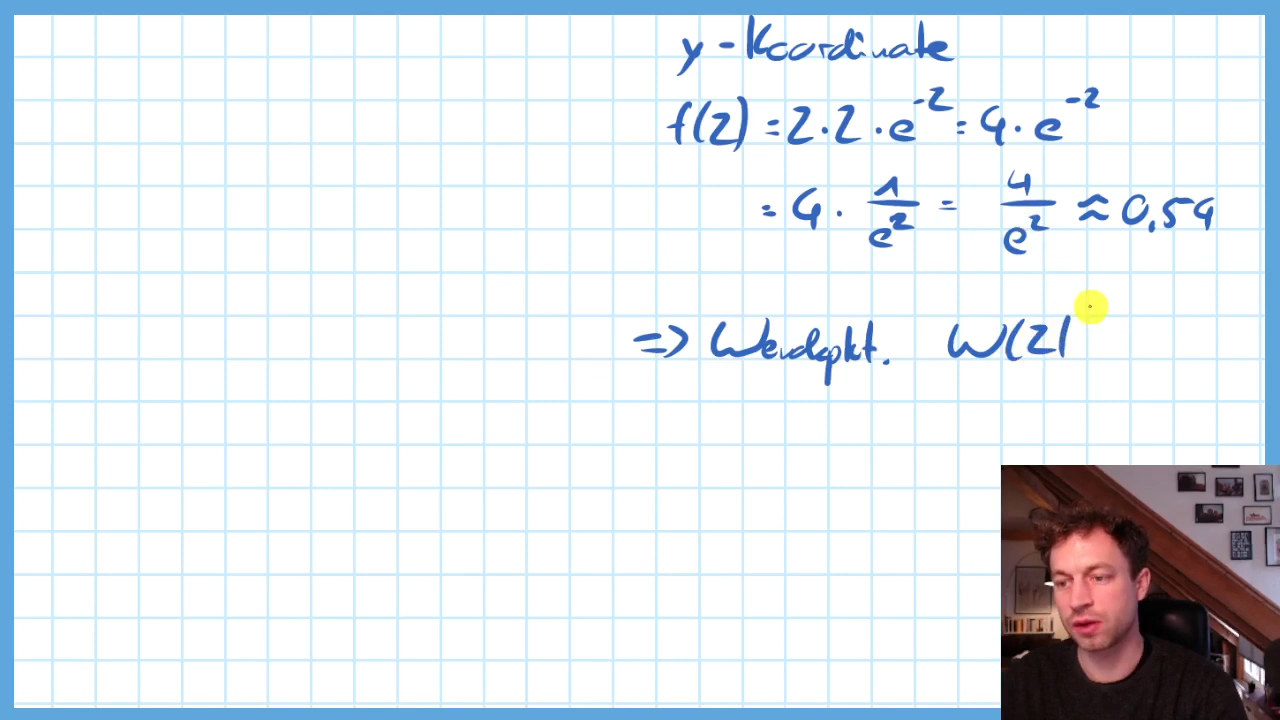 y-Koordinate
f(2) = 2·2·e⁻² = 4·e⁻²
= 4· 1/e² = 4/e² ≈ 0,54
=> Wendepkt. W(2|